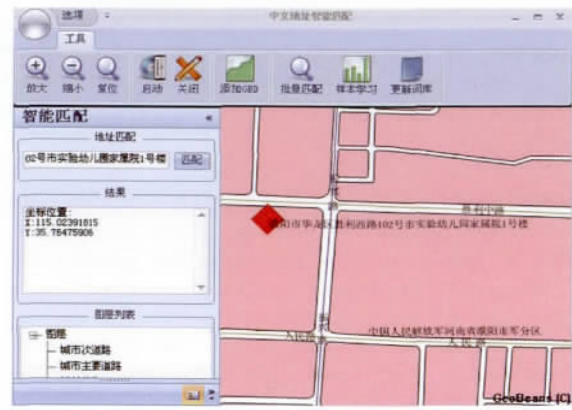 选项
中文地址智能匹配
工具
放大 缩小 复位 启动 关闭 添加GBD 批量匹配 样本学习 更新词库
智能匹配
地址匹配
02号市实验幼儿园家属院1号楼 匹配
结果
坐标位置:
X:115.02391815
Y:35.76475906
图层列表
图层
城市次道路
城市主要道路
胜利中路
阳市华龙区胜利西路102号市实验幼儿园家属院1号楼
中国人民解放军河南省濮阳市军分区
人民路
人民路
GeoBeans (C)